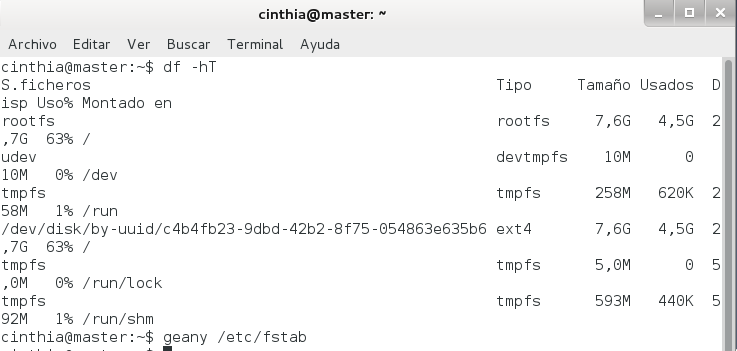 cinthia@master: ~
Archivo Editar Ver Buscar Terminal Ayuda
cinthia@master:~$ df -hT
S.ficheros Tipo Tamaño Usados D
isp Uso% Montado en
rootfs rootfs 7,6G 4,5G 2
,7G 63% /
udev devtmpfs 10M 0
10M 0% /dev
tmpfs tmpfs 258M 620K 2
58M 1% /run
/dev/disk/by-uuid/c4b4fb23-9dbd-42b2-8f75-054863e635b6 ext4 7,6G 4,5G 2
,7G 63% /
tmpfs tmpfs 5,0M 0 5
,0M 0% /run/lock
tmpfs tmpfs 593M 440K 5
92M 1% /run/shm
cinthia@master:~$ geany /etc/fstab
cinthia@master:~$